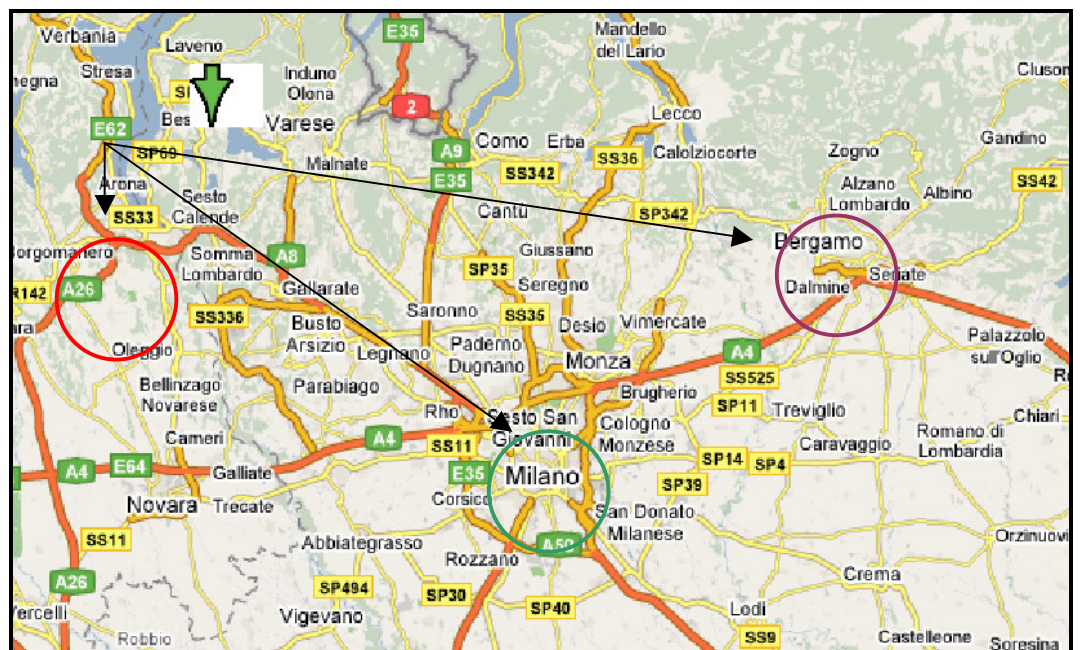 E35
Verbania
Laveno
Mandello
del Lario
Stresa
Induno
Olona
Cluson
2
Lecco
E62
Varese
Como
Erba
SS36
Calolziocorte
Zogno
Gandino
SP69
A9
Malnate
E35
SS342
SS42
Arona
Sesto
Calende
Alzano
Lombardo
Albino
SS33
Cantù
SP342
Bergamo
Borgomanero
Somma
Lombardo
A8
Giussano
SP35
Seriate
A26
R142
Gallarate
Seregno
Dalmine
SS336
Saronno
SS35
Busto
Arsizio
Desio
Vimercate
Palazzolo
sull'Oglio
Oleggio
Legnano
Paderno
Dugnano
Monza
A4
SS525
Bellinzago
Novarese
Parabiago
Brugherio
SP11
Treviglio
Rho
Sesto San
Giovanni
Cologno
Monzese
Chiari
Cameri
A4
SS11
Caravaggio
Romano di
Lombardia
A4
E64
Galliate
E35
Milano
SP14
SP4
SP39
Novara
Trecate
Corsico
San Donato
Milanese
SS11
Abbiategrasso
A50
Orzinuovi
Rozzano
A26
SP494
SP30
Crema
Vercelli
Vigevano
SP40
Lodi
Robbio
SS9
Castelleone
Soresina